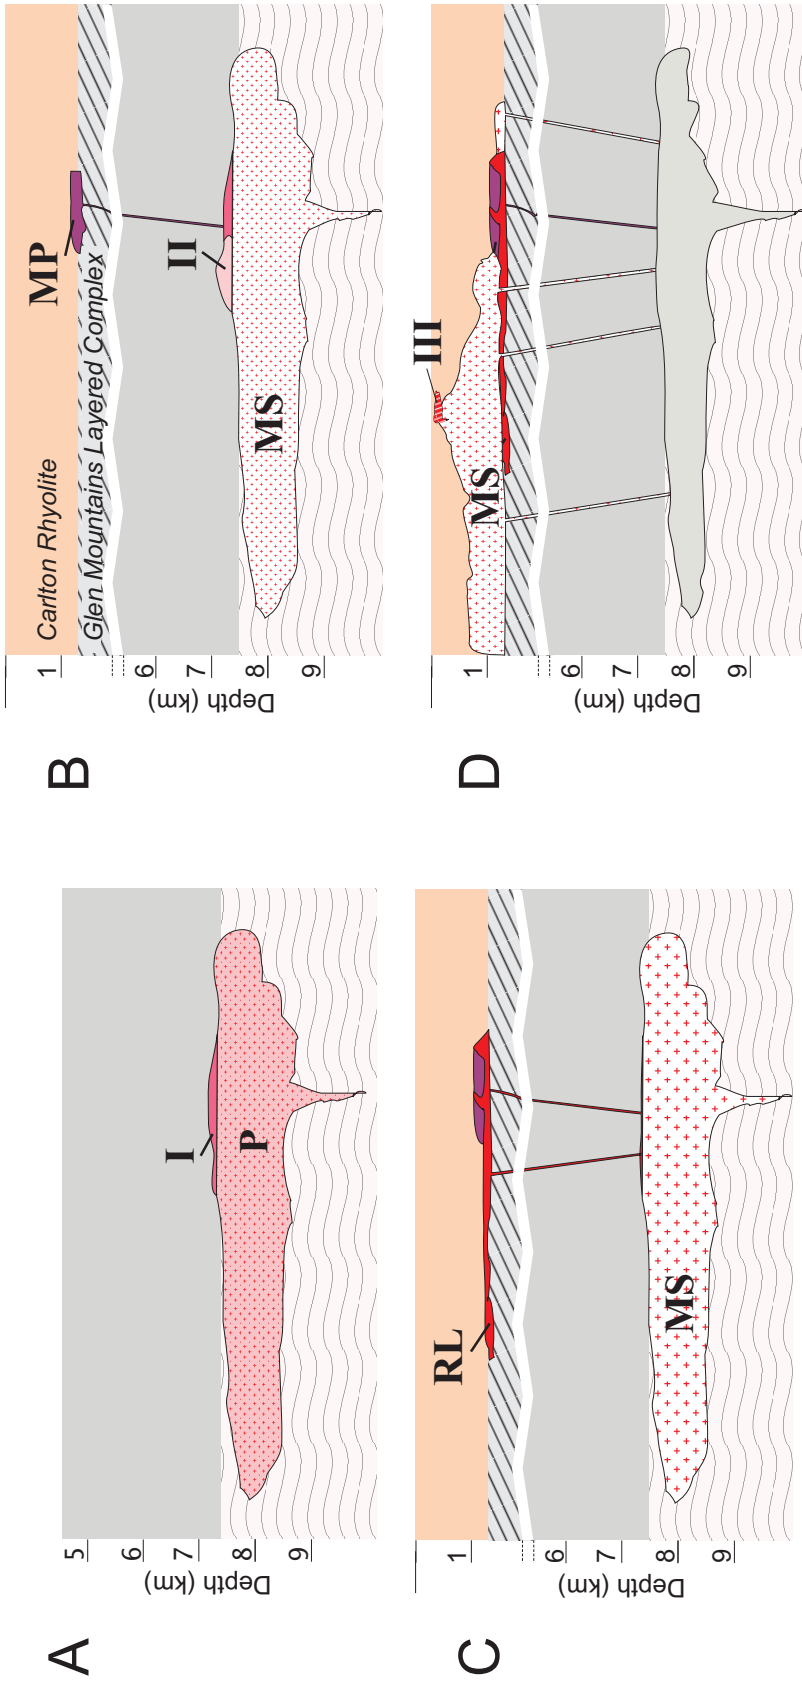 A
5
6
7
8
9
Depth (km)
I
P
B
1
6
7
8
9
Depth (km)
Carlton Rhyolite
Glen Mountains Layered Complex
MP
II
MS
C
1
6
7
8
9
Depth (km)
RL
MS
D
1
6
7
8
9
Depth (km)
III
MS